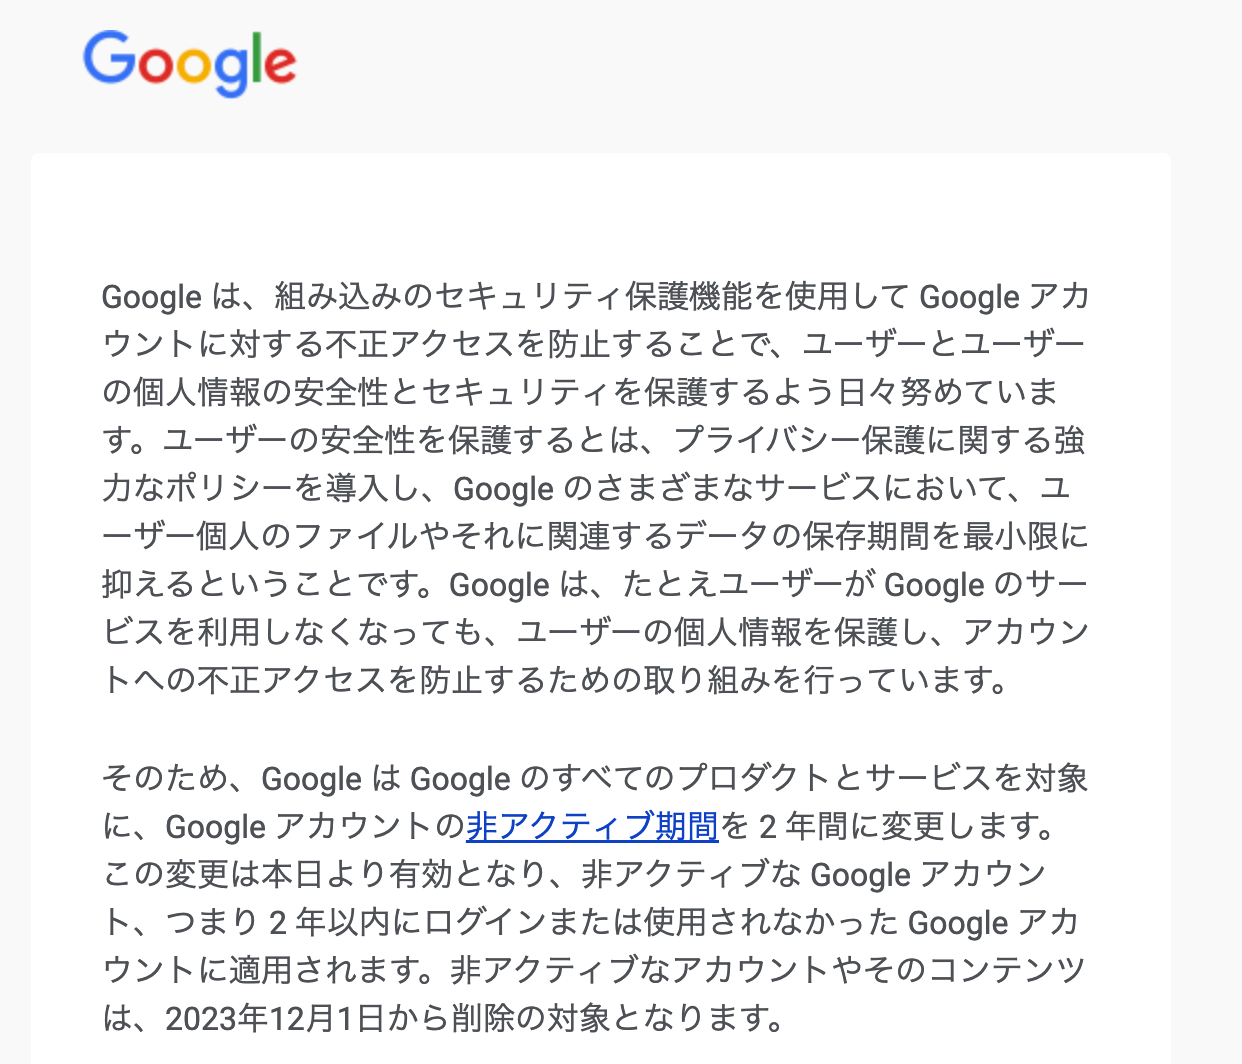 Google
Google は、組み込みのセキュリティ保護機能を使用して Google アカ
ウントに対する不正アクセスを防止することで、ユーザーとユーザー
の個人情報の安全性とセキュリティを保護するよう日々努めていま
す。ユーザーの安全性を保護するとは、プライバシー保護に関する強
力なポリシーを導入し、Google のさまざまなサービスにおいて、ユ
ーザー個人のファイルやそれに関連するデータの保存期間を最小限に
抑えるということです。Google は、たとえユーザーが Google のサー
ビスを利用しなくなっても、ユーザーの個人情報を保護し、アカウン
トへの不正アクセスを防止するための取り組みを行っています。
そのため、Google は Google のすべてのプロダクトとサービスを対象
に、Google アカウントの非アクティブ期間を 2 年間に変更します。
この変更は本日より有効となり、非アクティブな Google アカウン
ト、つまり 2 年以内にログインまたは使用されなかった Google アカ
ウントに適用されます。非アクティブなアカウントやそのコンテンツ
は、2023年12月1日から削除の対象となります。